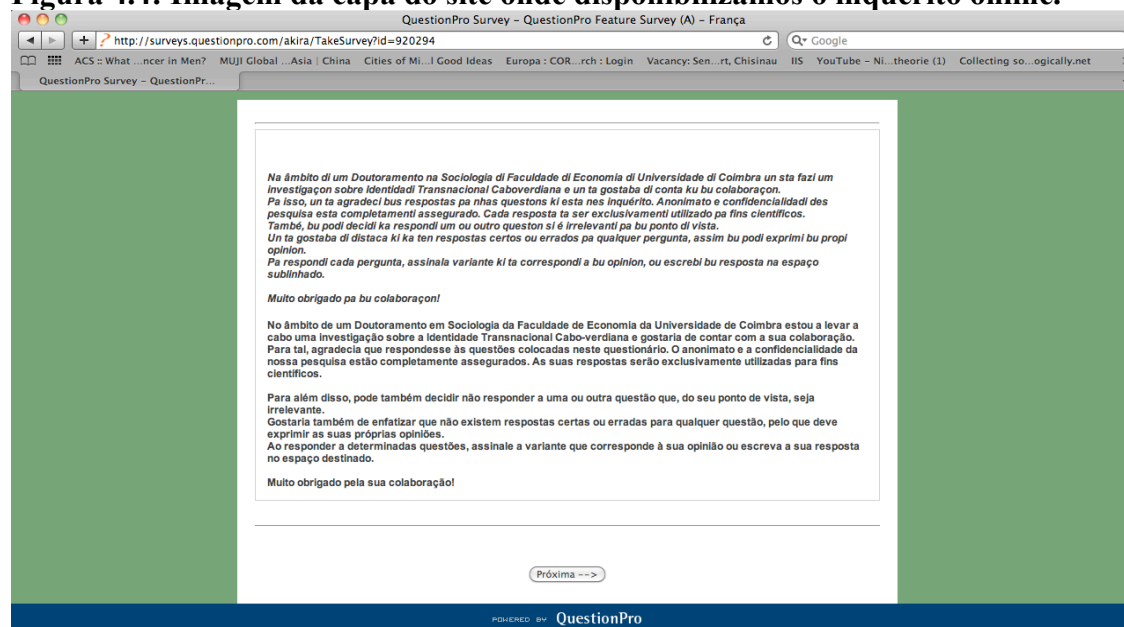 Figura 4.4. Imagem da capa do site onde disponibilizamos o inquérito online.
QuestionPro Survey – QuestionPro Feature Survey (A) – França
http://surveys.questionpro.com/akira/TakeSurvey?id=920294
Google
ACS :: What ...ncer in Men? MUJI Global ...Asia | China Cities of Mi...l Good Ideas Europa : COR...rch : Login Vacancy: Sen...rt, Chisinau IIS YouTube – Ni...theorie (1) Collecting so...ogically.net
QuestionPro Survey – QuestionPr...
Na âmbito di um Doutoramento na Sociologia di Faculdade di Economia di Universidade di Coimbra un sta fazi um
investigaçon sobre Identidadi Transnacional Caboverdiana e un ta gostaba di conta ku bu colaboraçon.
Pa isso, un ta agradeci bus respostas pa nhas questons ki esta nes inquérito. Anonimato e confidencialidadi des
pesquisa esta completamenti assegurado. Cada resposta ta ser exclusivamenti utilizado pa fins científicos.
També, bu podi decidi ka respondi um ou outro queston si é irrelevanti pa bu ponto di vista.
Un ta gostaba di distaca ki ka ten respostas certos ou errados pa qualquer pergunta, assim bu podi exprimi bu propi
opinion.
Pa respondi cada pergunta, assinala variante ki ta correspondi a bu opinion, ou escrebi bu resposta na espaço
sublinhado.
Muito obrigado pa bu colaboraçon!
No âmbito de um Doutoramento em Sociologia da Faculdade de Economia da Universidade de Coimbra estou a levar a
cabo uma investigação sobre a Identidade Transnacional Cabo-verdiana e gostaria de contar com a sua colaboração.
Para tal, agradecia que respondesse às questões colocadas neste questionário. O anonimato e a confidencialidade da
nossa pesquisa estão completamente assegurados. As suas respostas serão exclusivamente utilizadas para fins
científicos.
Para além disso, pode também decidir não responder a uma ou outra questão que, do seu ponto de vista, seja
irrelevante.
Gostaria também de enfatizar que não existem respostas certas ou erradas para qualquer questão, pelo que deve
exprimir as suas próprias opiniões.
Ao responder a determinadas questões, assinale a variante que corresponde à sua opinião ou escreva a sua resposta
no espaço destinado.
Muito obrigado pela sua colaboração!
Próxima -->
POWERED BY QuestionPro